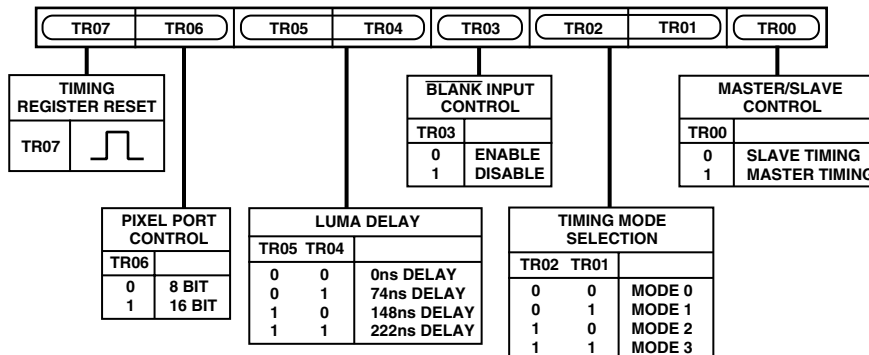 TR07 TR06 TR05 TR04 TR03 TR02 TR01 TR00
TIMING
REGISTER RESET
TR07
BLANK INPUT
CONTROL
TR03
0 ENABLE
1 DISABLE
MASTER/SLAVE
CONTROL
TR00
0 SLAVE TIMING
1 MASTER TIMING
PIXEL PORT
CONTROL
TR06
0 8 BIT
1 16 BIT
LUMA DELAY
TR05 TR04
0 0 0ns DELAY
0 1 74ns DELAY
1 0 148ns DELAY
1 1 222ns DELAY
TIMING MODE
SELECTION
TR02 TR01
0 0 MODE 0
0 1 MODE 1
1 0 MODE 2
1 1 MODE 3